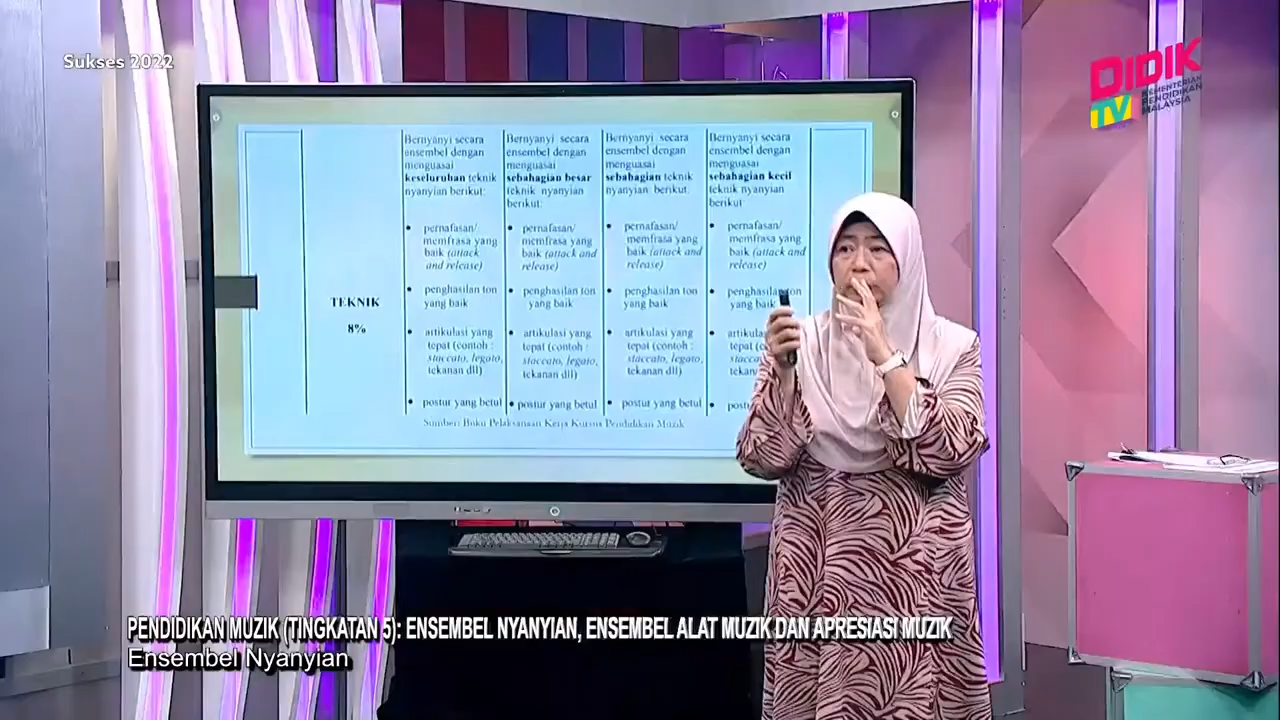 Sukses 2022
DIDIK
TV
KEMENTERIAN
PENDIDIKAN
MALAYSIA
TEKNIK
8%
Bernyanyi secara
ensembel dengan
menguasai
keseluruhan teknik
nyanyian berikut:
• pernafasan/
memfrasa yang
baik (attack
and release)
• penghasilan ton
yang baik
• artikulasi yang
tepat (contoh :
staccato, legato,
tekanan dll)
• postur yang betul
Bernyanyi secara
ensembel dengan
menguasai
sebahagian besar
teknik nyanyian
berikut:
• pernafasan/
memfrasa yang
baik (attack and
release)
• penghasilan ton
yang baik
• artikulasi yang
tepat (contoh :
staccato, legato,
tekanan dll)
• postur yang betul
Bernyanyi secara
ensembel dengan
menguasai
sebahagian teknik
nyanyian berikut:
• pernafasan/
memfrasa yang
baik (attack and
release)
• penghasilan ton
yang baik
• artikulasi yang
tepat (contoh :
staccato, legato,
tekanan dll)
• postur yang betul
Bernyanyi secara
ensembel dengan
menguasai
sebahagian kecil
teknik nyanyian
berikut:
• pernafasan/
memfrasa yang
baik (attack and
release)
• penghasilan ton
yang baik
Sumber: Buku Pelaksanaan Kerja Kursus Pendidikan Muzik
PENDIDIKAN MUZIK (TINGKATAN 5): ENSEMBEL NYANYIAN, ENSEMBEL ALAT MUZIK DAN APRESIASI MUZIK
Ensembel Nyanyian